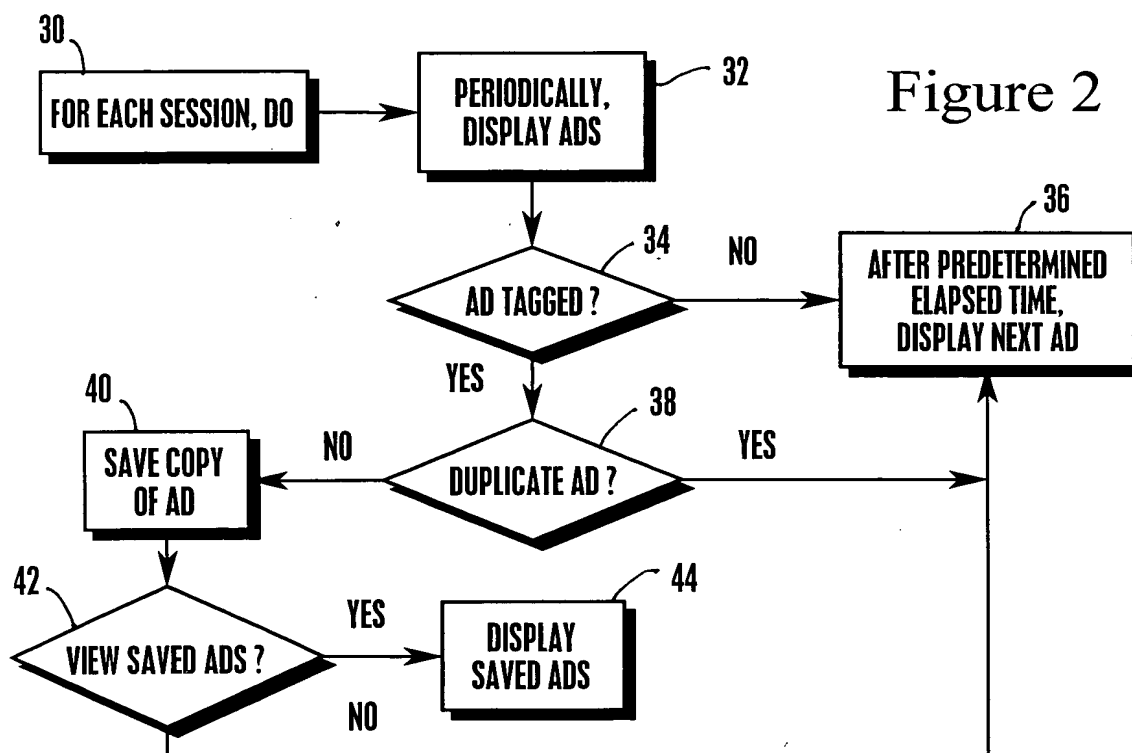 30
FOR EACH SESSION, DO
PERIODICALLY,
DISPLAY ADS
32
Figure 2
34
AD TAGGED ?
NO
36
AFTER PREDETERMINED
ELAPSED TIME,
DISPLAY NEXT AD
YES
38
DUPLICATE AD ?
YES
NO
40
SAVE COPY
OF AD
42
VIEW SAVED ADS ?
YES
44
DISPLAY
SAVED ADS
NO